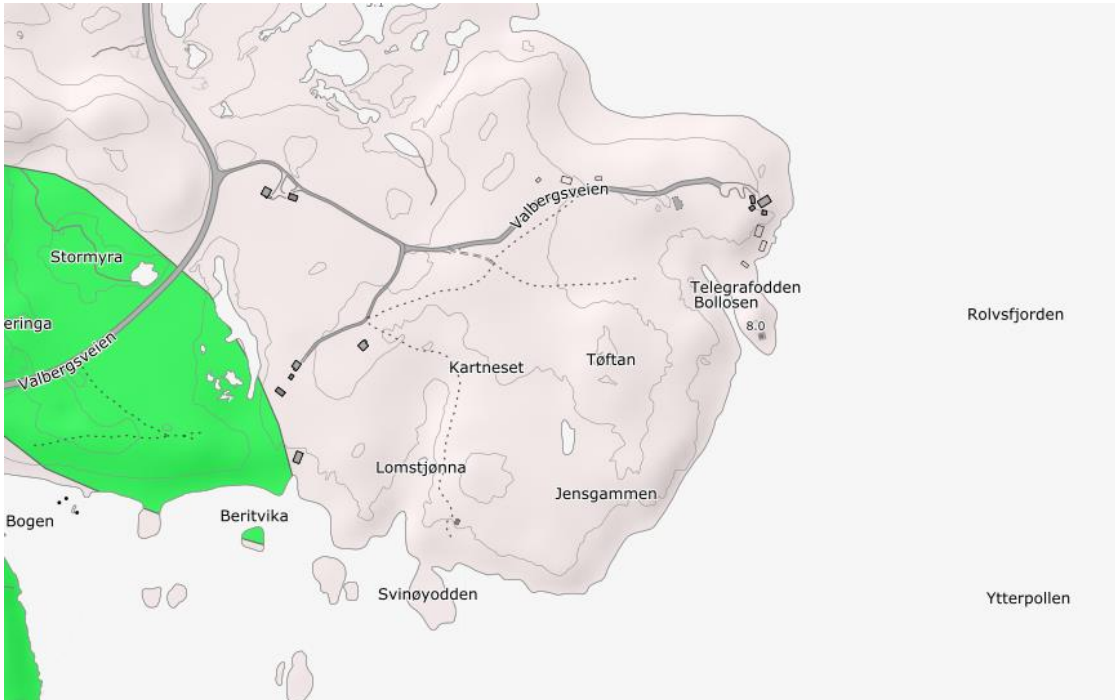 Valbergsveien
Stormyra
Telegrafodden
Bollosen
Rolvsfjorden
eringa
8.0
Valbergsveien
Tøftan
Kartneset
Lomstjønna
Jensgammen
Beritvika
Bogen
Svinøyodden
Ytterpollen